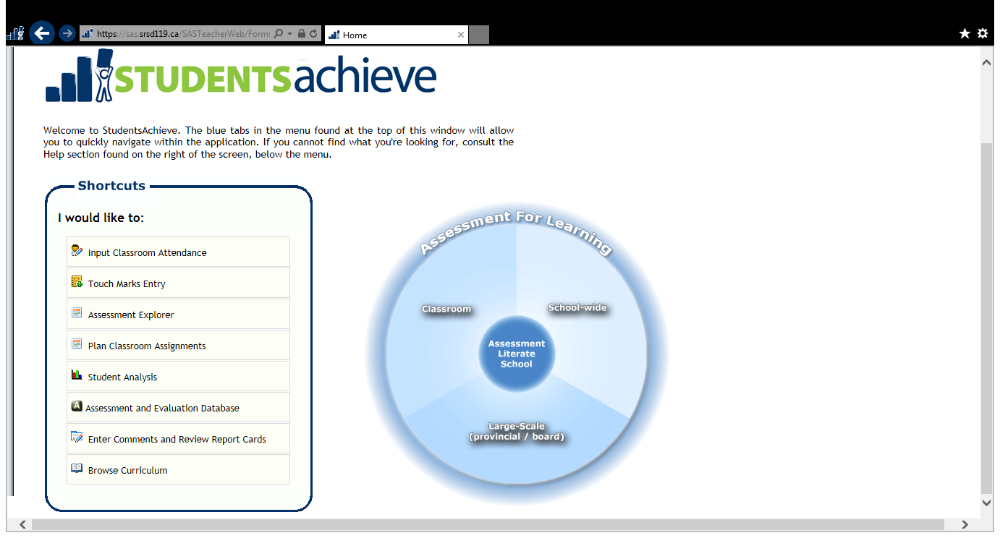 https://sas.srsd119.ca/SASTeacherWeb/Form:
Home
STUDENTSachieve
Welcome to StudentsAchieve. The blue tabs in the menu found at the top of this window will allow
you to quickly navigate within the application. If you cannot find what you're looking for, consult the
Help section found on the right of the screen, below the menu.
Shortcuts
I would like to:
Input Classroom Attendance
Touch Marks Entry
Assessment Explorer
Plan Classroom Assignments
Student Analysis
A Assessment and Evaluation Database
Enter Comments and Review Report Cards
Browse Curriculum
Assessment For Learning
Classroom
School-wide
Assessment
Literate
School
Large-Scale
(provincial / board)